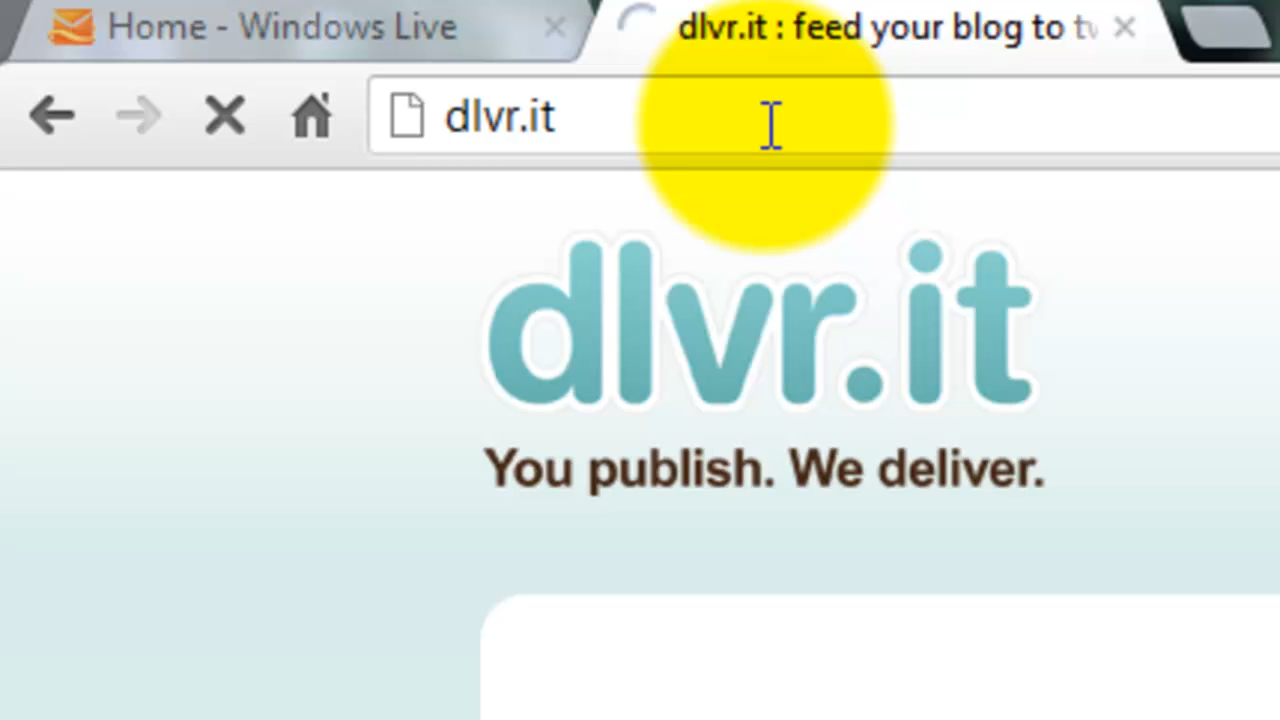 Home - Windows Live
dlvr.it : feed your blog to
dlvr.it
dlvr.it
You publish. We deliver.